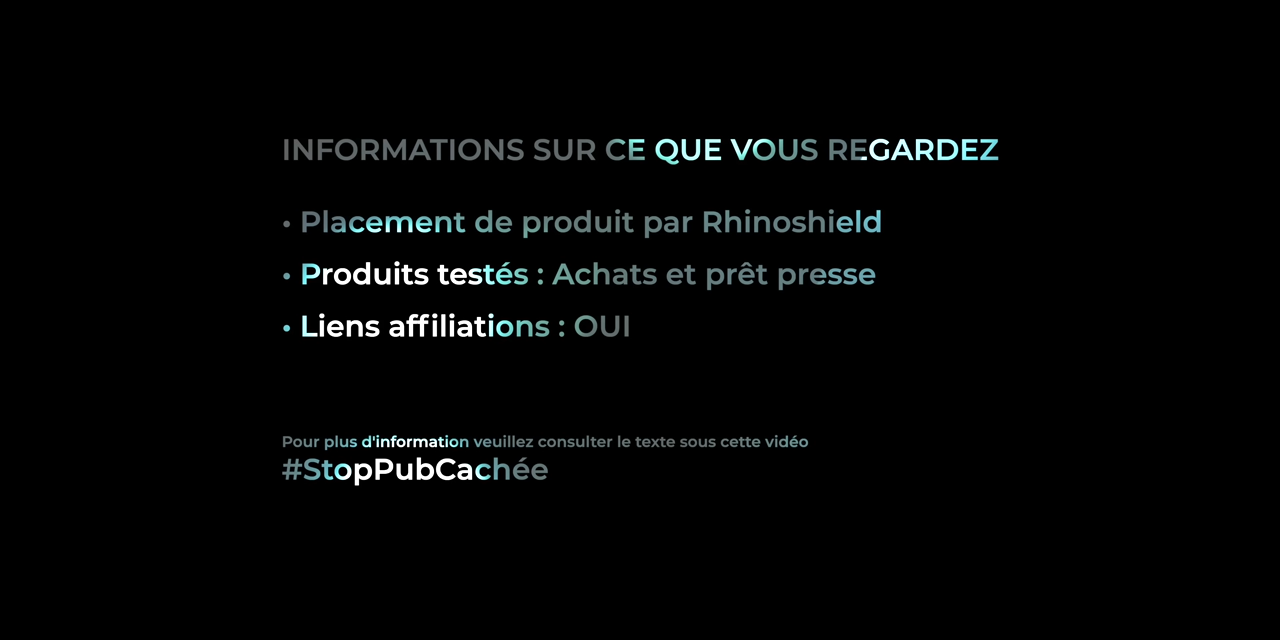 INFORMATIONS SUR CE QUE VOUS REGARDEZ
• Placement de produit par Rhinoshield
• Produits testés : Achats et prêt presse
• Liens affiliations : OUI
Pour plus d'information veuillez consulter le texte sous cette vidéo
#StopPubCachée